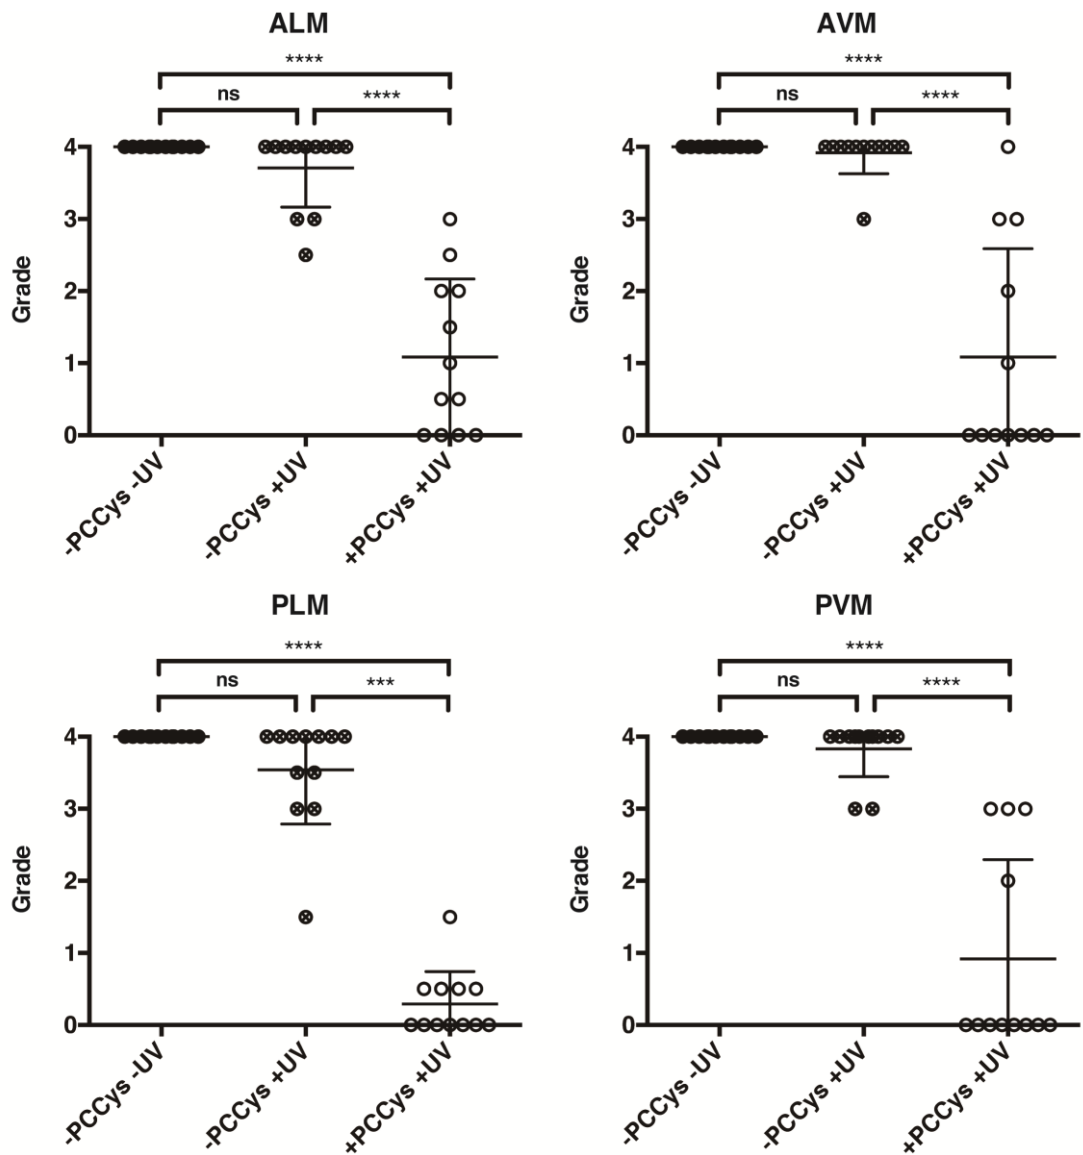 ALM
****
ns
****
4
3
2
1
0
Grade
-PCCys -UV
-PCCys +UV
+PCCys +UV
AVM
****
ns
****
4
3
2
1
0
Grade
-PCCys -UV
-PCCys +UV
+PCCys +UV
PLM
****
ns
***
4
3
2
1
0
Grade
-PCCys -UV
-PCCys +UV
+PCCys +UV
PVM
****
ns
****
4
3
2
1
0
Grade
-PCCys -UV
-PCCys +UV
+PCCys +UV